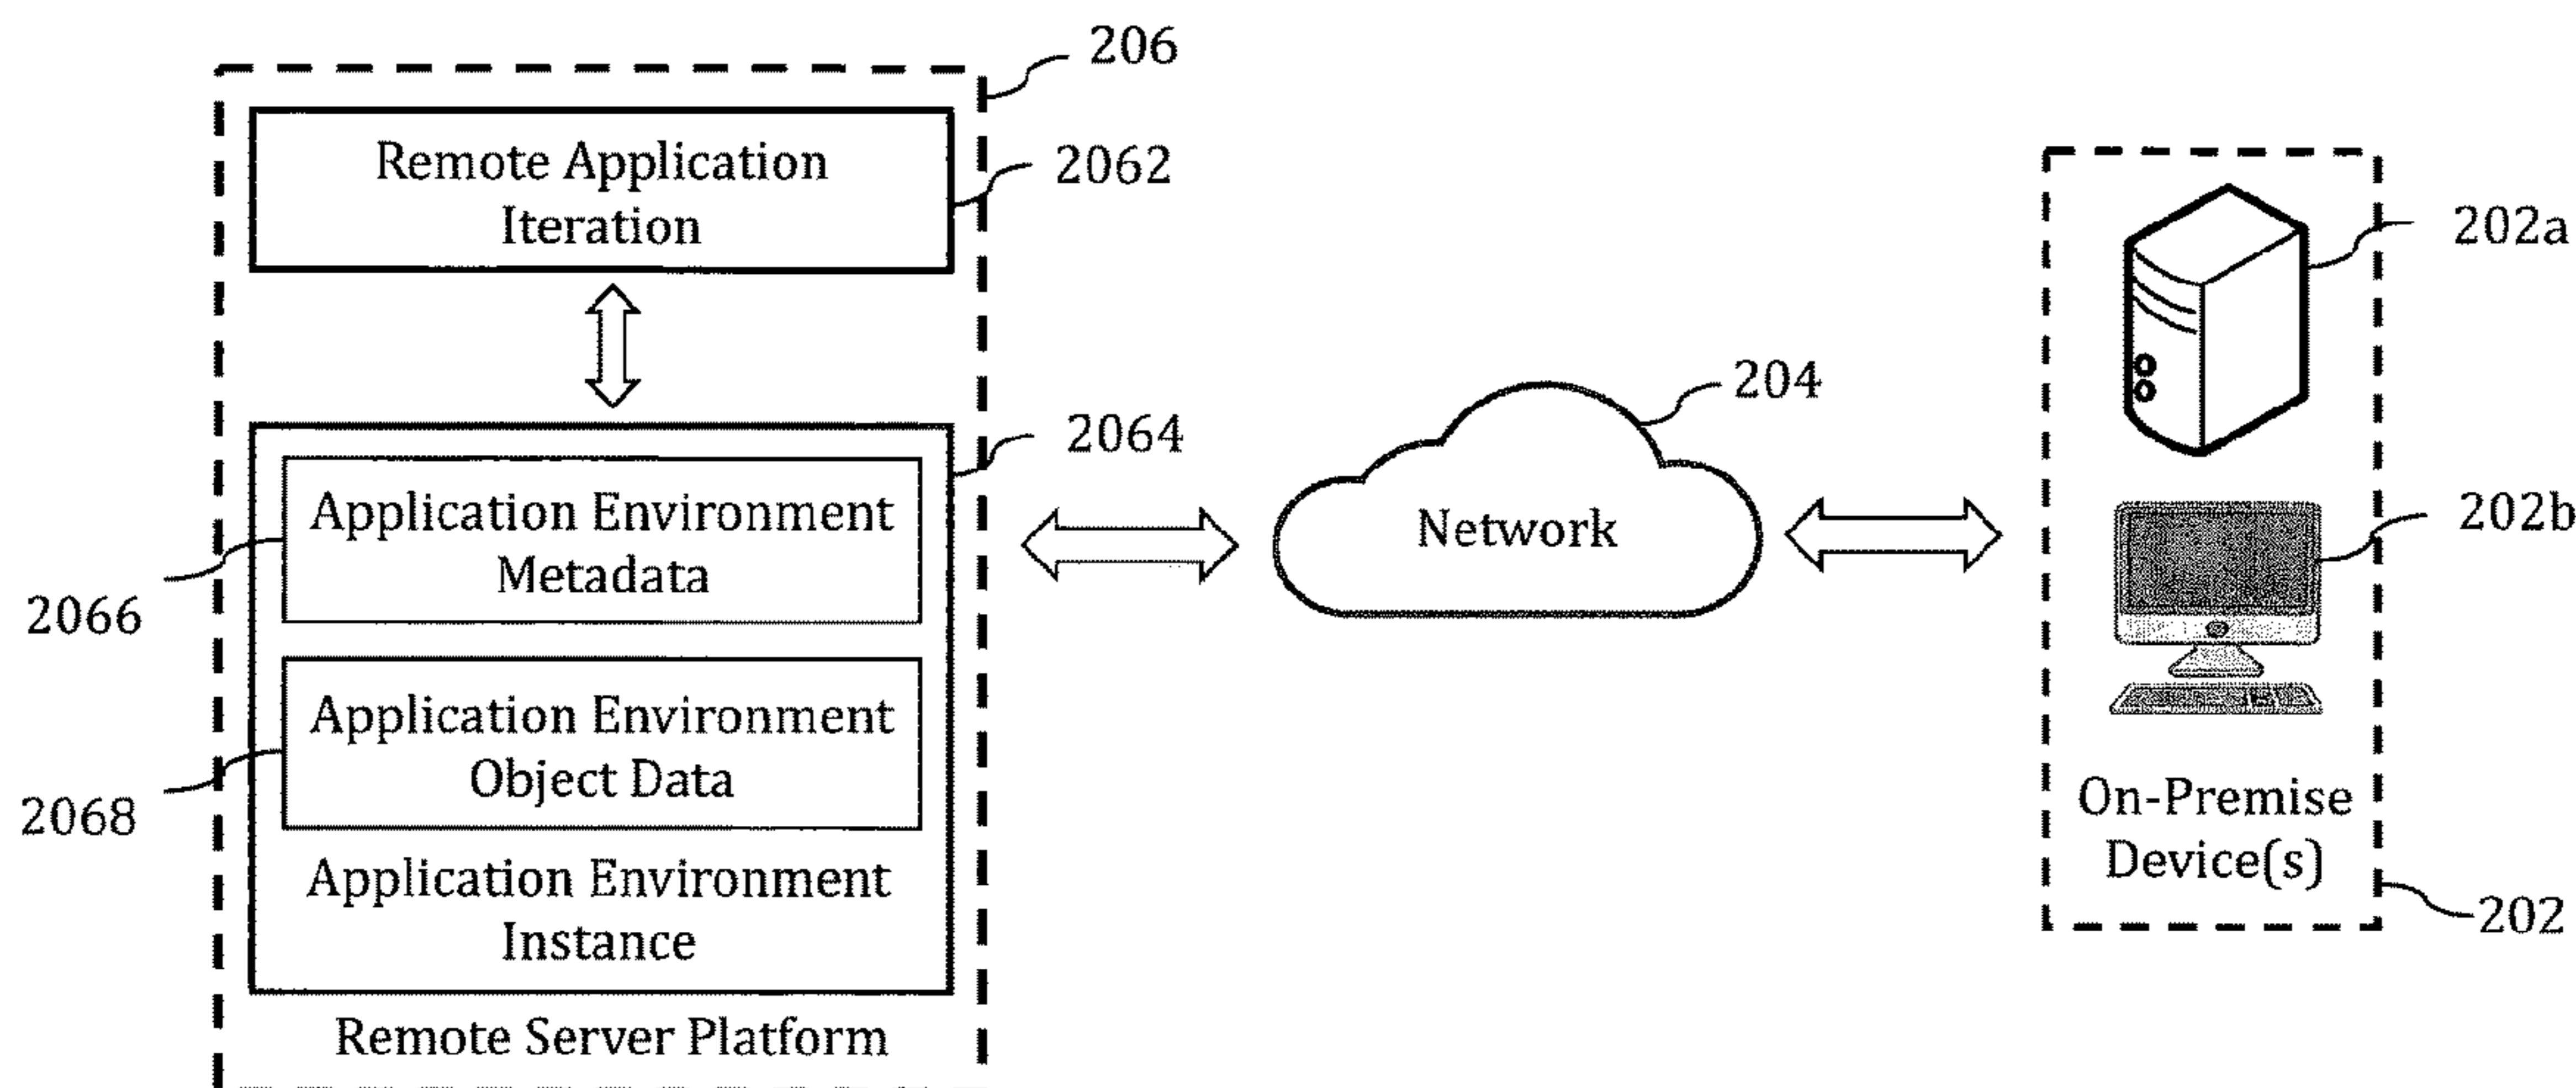 206
Remote Application
Iteration
2062
2064
Application Environment
Metadata
2066
Application Environment
Object Data
2068
Application Environment
Instance
Remote Server Platform
204
Network
202a
202b
On-Premise
Device(s)
202